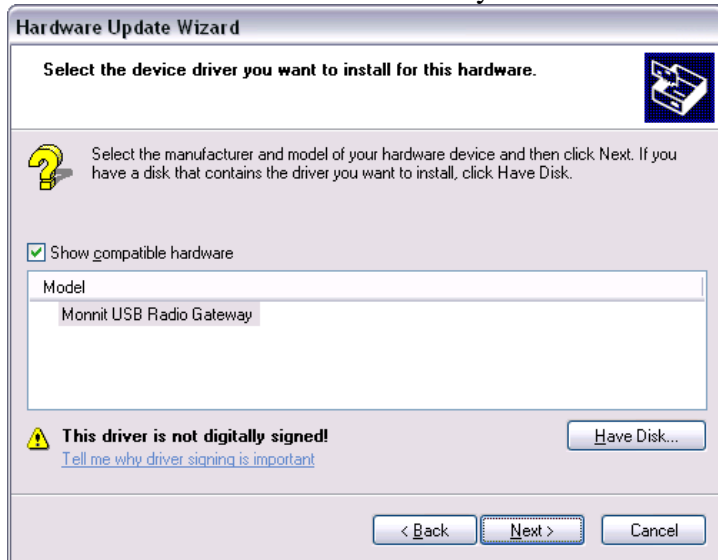 Hardware Update Wizard
Select the device driver you want to install for this hardware.
Select the manufacturer and model of your hardware device and then click Next. If you
have a disk that contains the driver you want to install, click Have Disk.
Show compatible hardware
Model
Monnit USB Radio Gateway
This driver is not digitally signed!
Have Disk...
Tell me why driver signing is important
< Back
Next >
Cancel